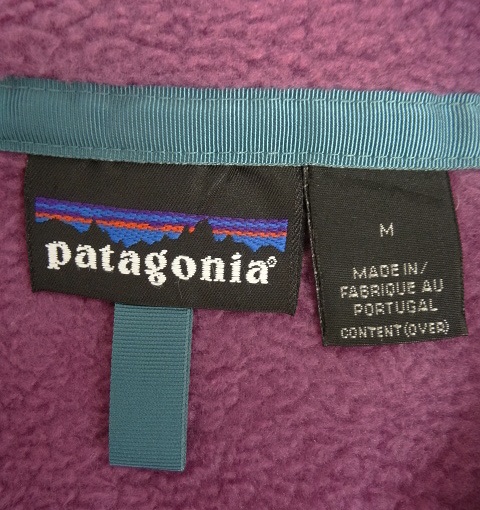 patagonia®
M
MADE IN/
FABRIQUE AU
PORTUGAL
CONTENT(OVER)